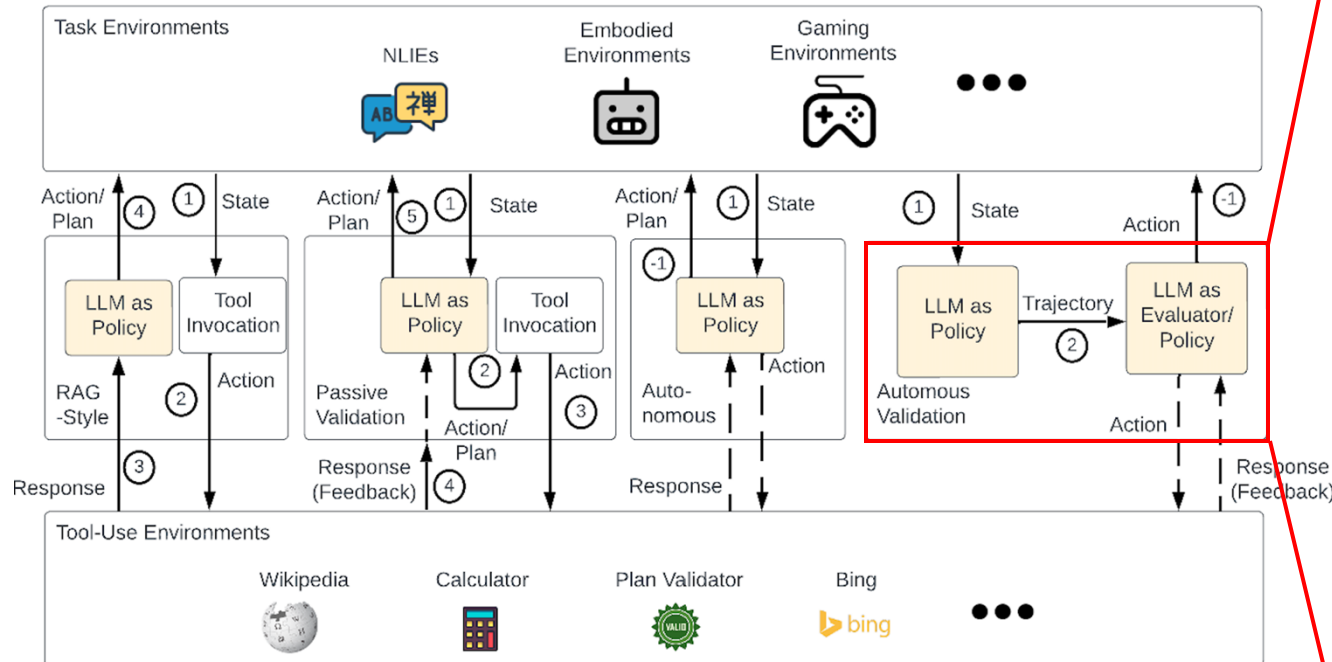 Task Environments
NLIEs
Embodied
Environments
Gaming
Environments
AB
禅
Action/
Plan
4
1
State
Action/
Plan
5
1
State
Action/
Plan
1
State
1
State
Action
-1
LLM as
Policy
Tool
Invocation
RAG
-Style
2
Action
3
Response
LLM as
Policy
Tool
Invocation
2
Passive
Validation
Action/
Plan
Action
3
Response
(Feedback)
4
-1
LLM as
Policy
Auto-
nomous
Action
Response
LLM as
Policy
Trajectory
2
LLM as
Evaluator/
Policy
Automous
Validation
Action
Response
(Feedback)
Tool-Use Environments
Wikipedia
Calculator
Plan Validator
Bing
Ω
VALID
bing